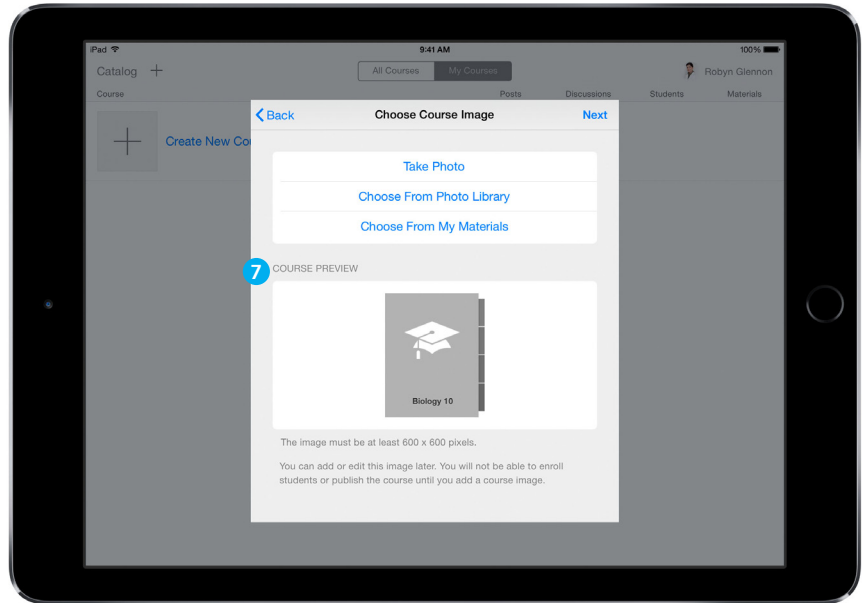 iPad 9:41 AM 100%
Catalog + All Courses My Courses Robyn Glennon
Course Posts Discussions Students Materials
Back Choose Course Image Next
Create New Cou
Take Photo
Choose From Photo Library
Choose From My Materials
7 COURSE PREVIEW
Biology 10
The image must be at least 600 x 600 pixels.
You can add or edit this image later. You will not be able to enroll
students or publish the course until you add a course image.